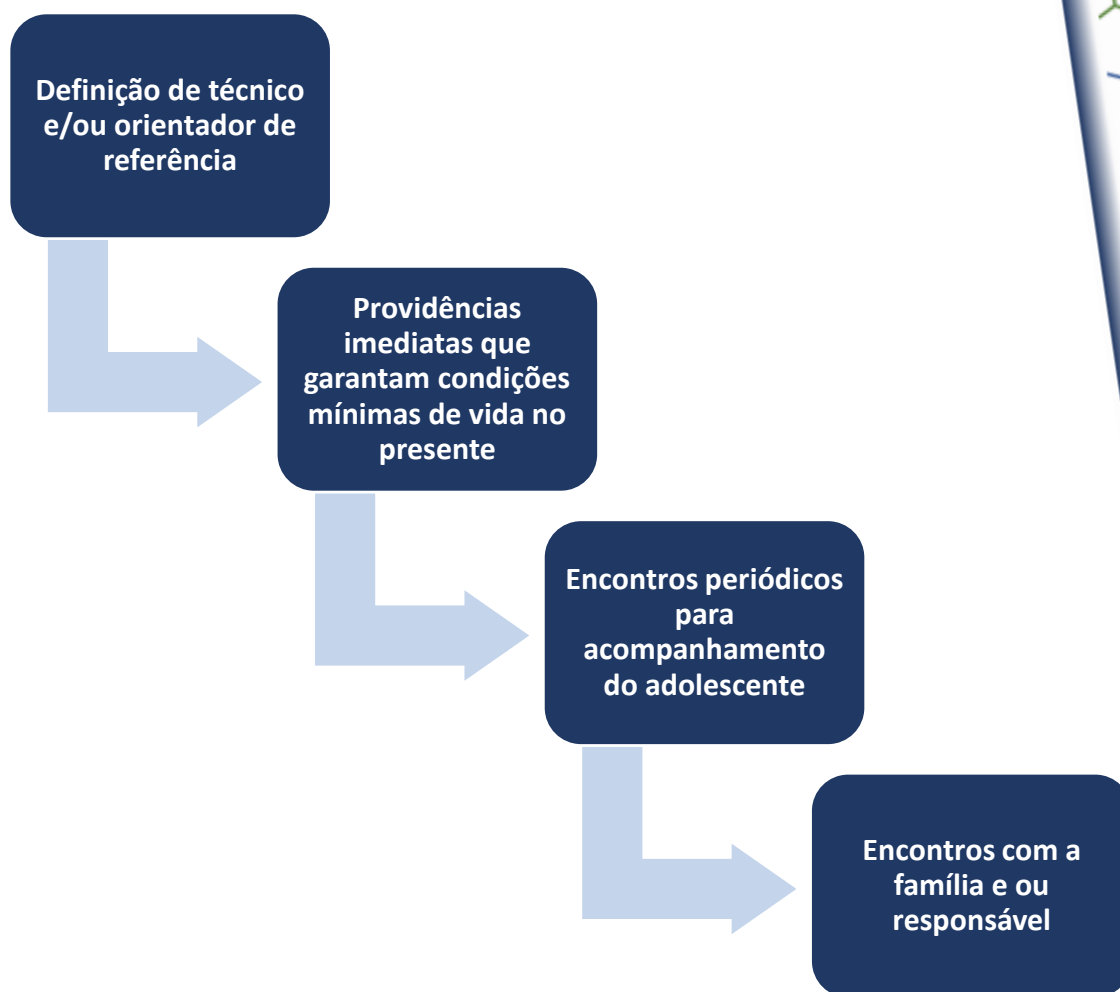 Definição de técnico
e/ou orientador de
referência
Providências
imediatas que
garantam condições
mínimas de vida no
presente
Encontros periódicos
para
acompanhamento
do adolescente
Encontros com a
família e ou
responsável